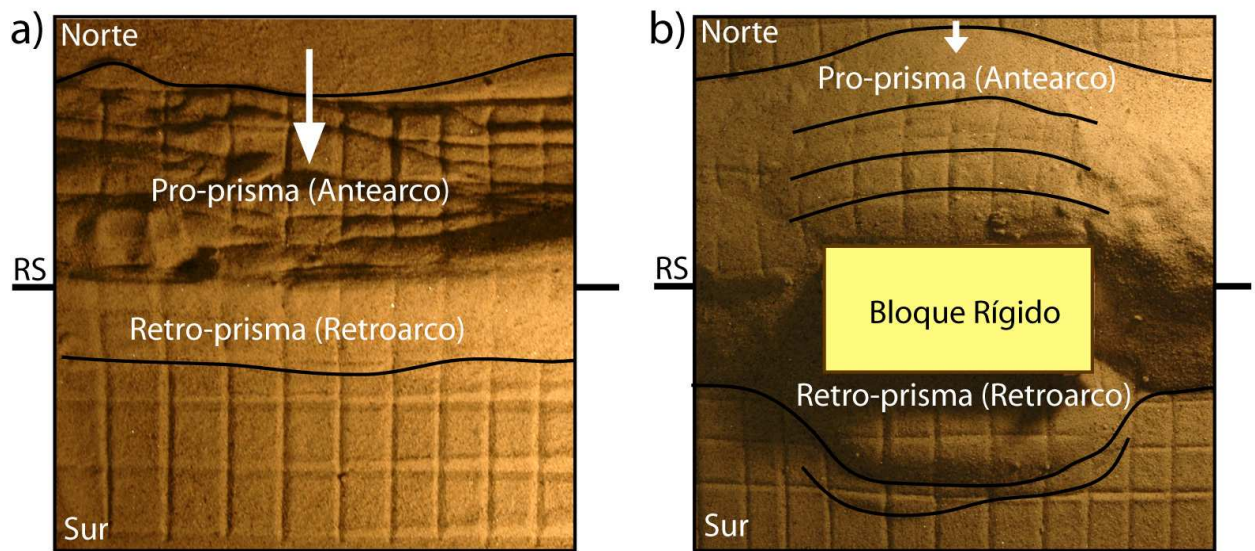 a)
Norte
Pro-prisma (Antearco)
RS
Retro-prisma (Retroarco)
Sur
b)
Norte
Pro-prisma (Antearco)
RS
Bloque Rígido
Retro-prisma (Retroarco)
Sur